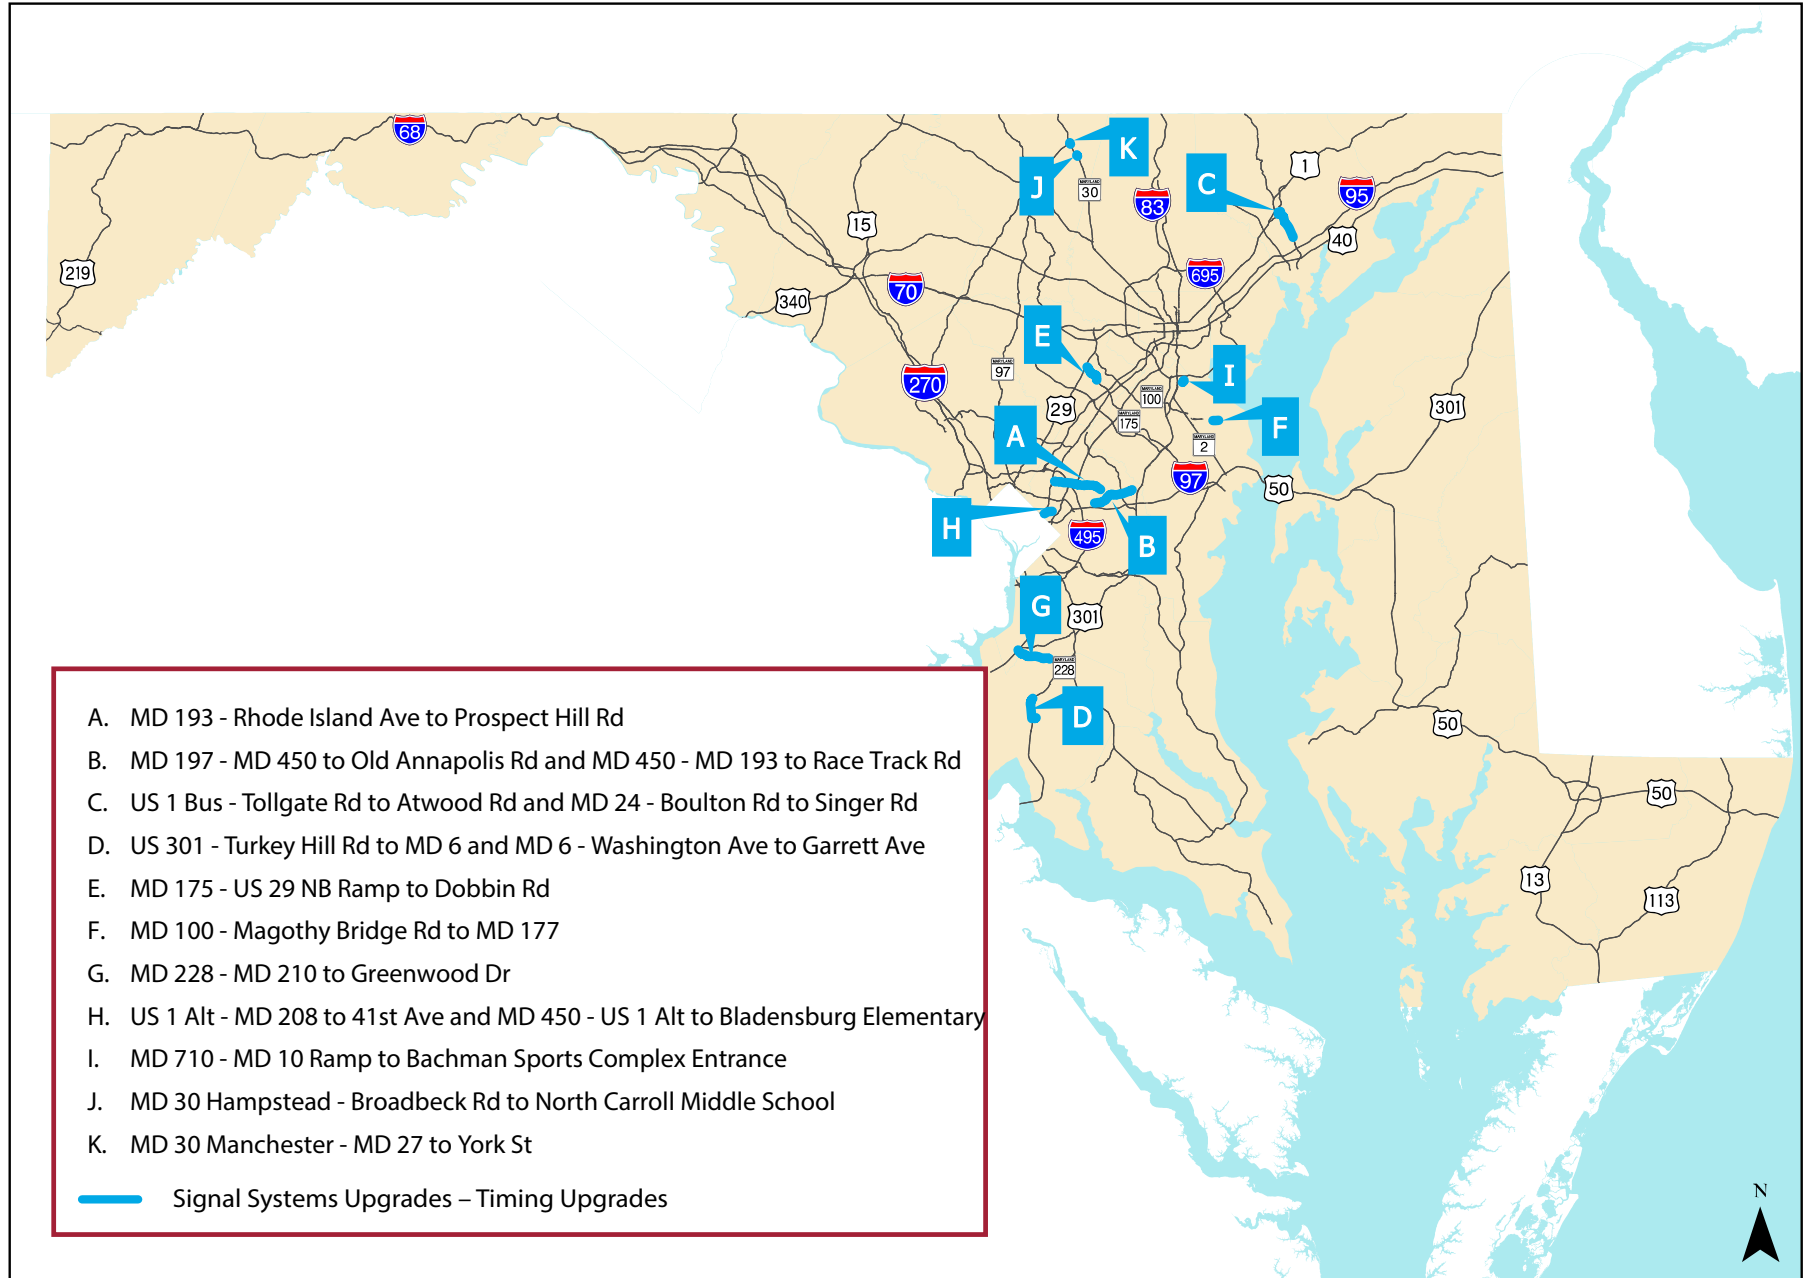 68
K
1
C
95
J
MARYLAND
30
83
15
40
219
695
70
340
E
I
MARYLAND
97
270
MARYLAND
100
29
301
MARYLAND
175
F
A
MARYLAND
2
97
50
H
495
B
G
301
MARYLAND
228
D
50
50
13
113
A. MD 193 - Rhode Island Ave to Prospect Hill Rd
B. MD 197 - MD 450 to Old Annapolis Rd and MD 450 - MD 193 to Race Track Rd
C. US 1 Bus - Tollgate Rd to Atwood Rd and MD 24 - Boulton Rd to Singer Rd
D. US 301 - Turkey Hill Rd to MD 6 and MD 6 - Washington Ave to Garrett Ave
E. MD 175 - US 29 NB Ramp to Dobbin Rd
F. MD 100 - Magothy Bridge Rd to MD 177
G. MD 228 - MD 210 to Greenwood Dr
H. US 1 Alt - MD 208 to 41st Ave and MD 450 - US 1 Alt to Bladensburg Elementary
I. MD 710 - MD 10 Ramp to Bachman Sports Complex Entrance
J. MD 30 Hampstead - Broadbeck Rd to North Carroll Middle School
K. MD 30 Manchester - MD 27 to York St
Signal Systems Upgrades – Timing Upgrades
N